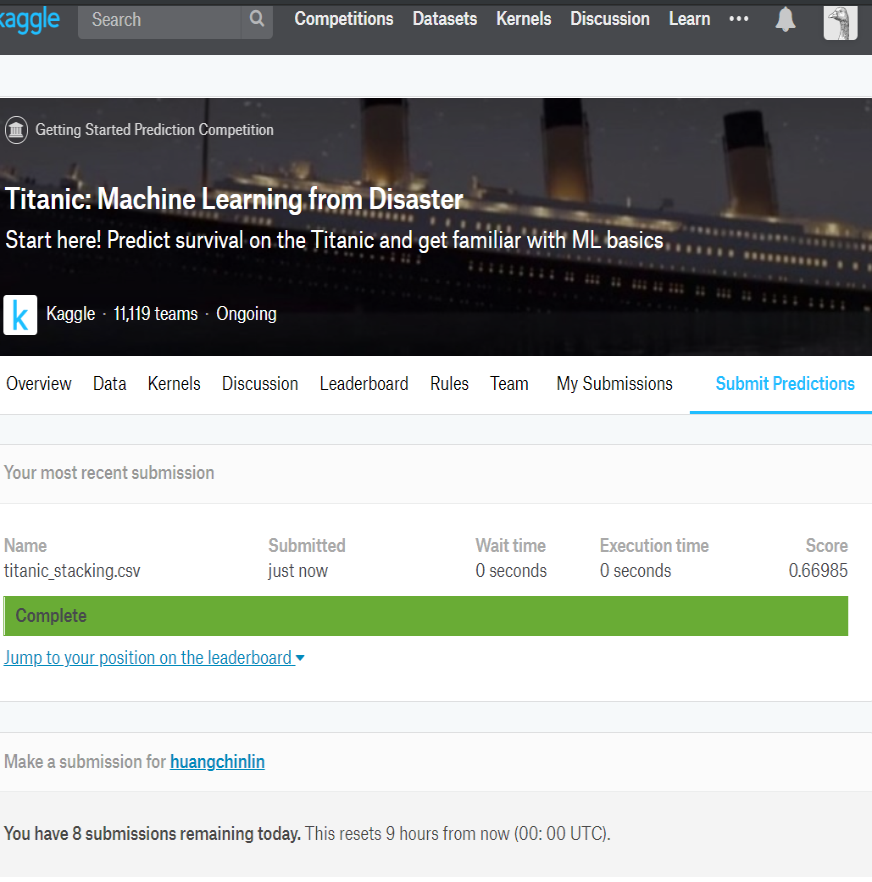 kaggle Search Competitions Datasets Kernels Discussion Learn •••
Getting Started Prediction Competition
Titanic: Machine Learning from Disaster
Start here! Predict survival on the Titanic and get familiar with ML basics
k Kaggle · 11,119 teams · Ongoing
Overview Data Kernels Discussion Leaderboard Rules Team My Submissions Submit Predictions
Your most recent submission
Name Submitted Wait time Execution time Score
titanic_stacking.csv just now 0 seconds 0 seconds 0.66985
Complete
Jump to your position on the leaderboard
Make a submission for huangchinlin
You have 8 submissions remaining today. This resets 9 hours from now (00: 00 UTC).